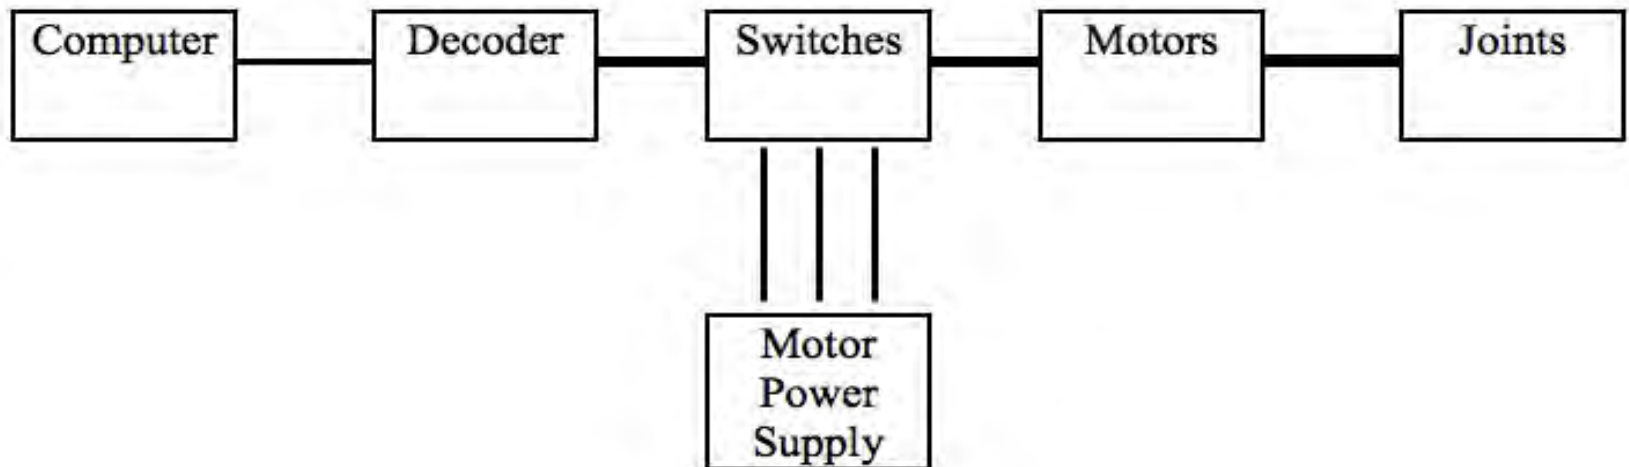 Computer
Decoder
Switches
Motors
Joints
Motor
Power
Supply